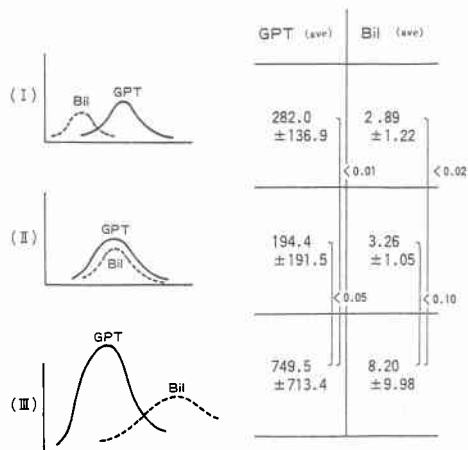 GPT (ave) Bil (ave)
(I)
Bil
GPT
282.0 2.89
±136.9 ±1.22
<0.01 <0.02
(II)
GPT
Bil
194.4 3.26
±191.5 ±1.05
<0.05 <0.10
(III)
GPT
Bil
749.5 8.20
±713.4 ±9.98